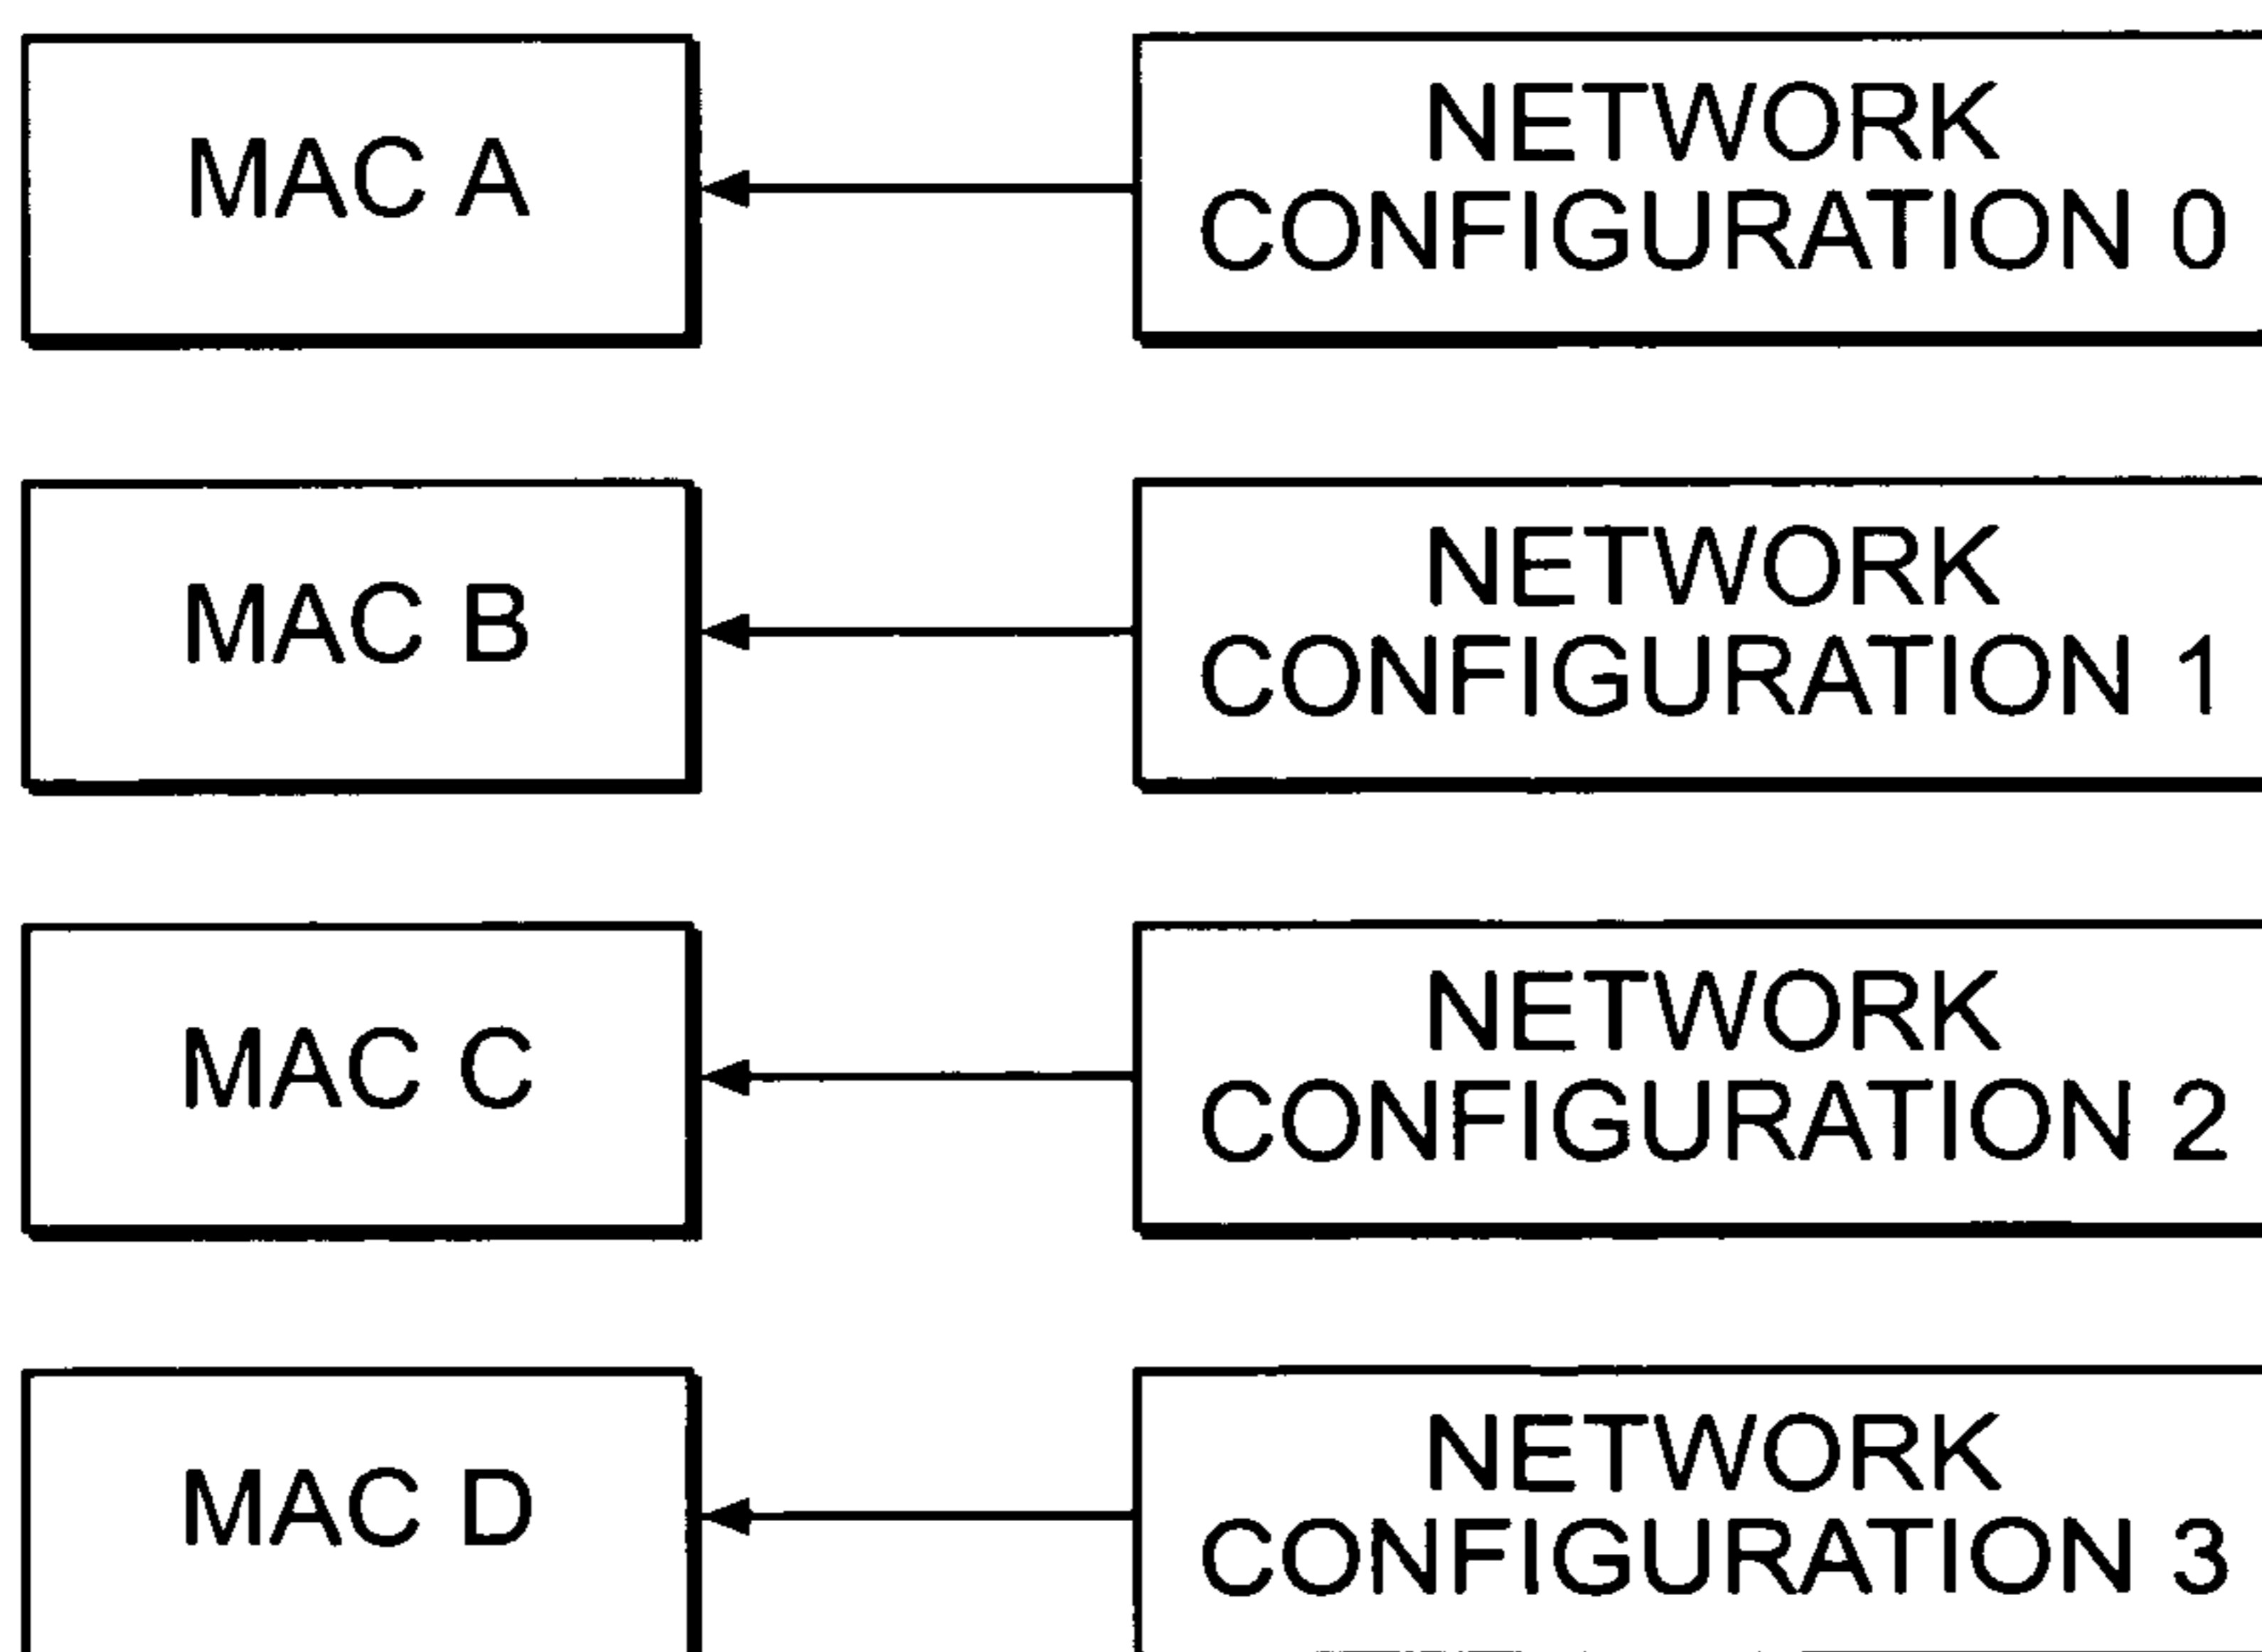 MAC A
NETWORK
CONFIGURATION 0
MAC B
NETWORK
CONFIGURATION 1
MAC C
NETWORK
CONFIGURATION 2
MAC D
NETWORK
CONFIGURATION 3